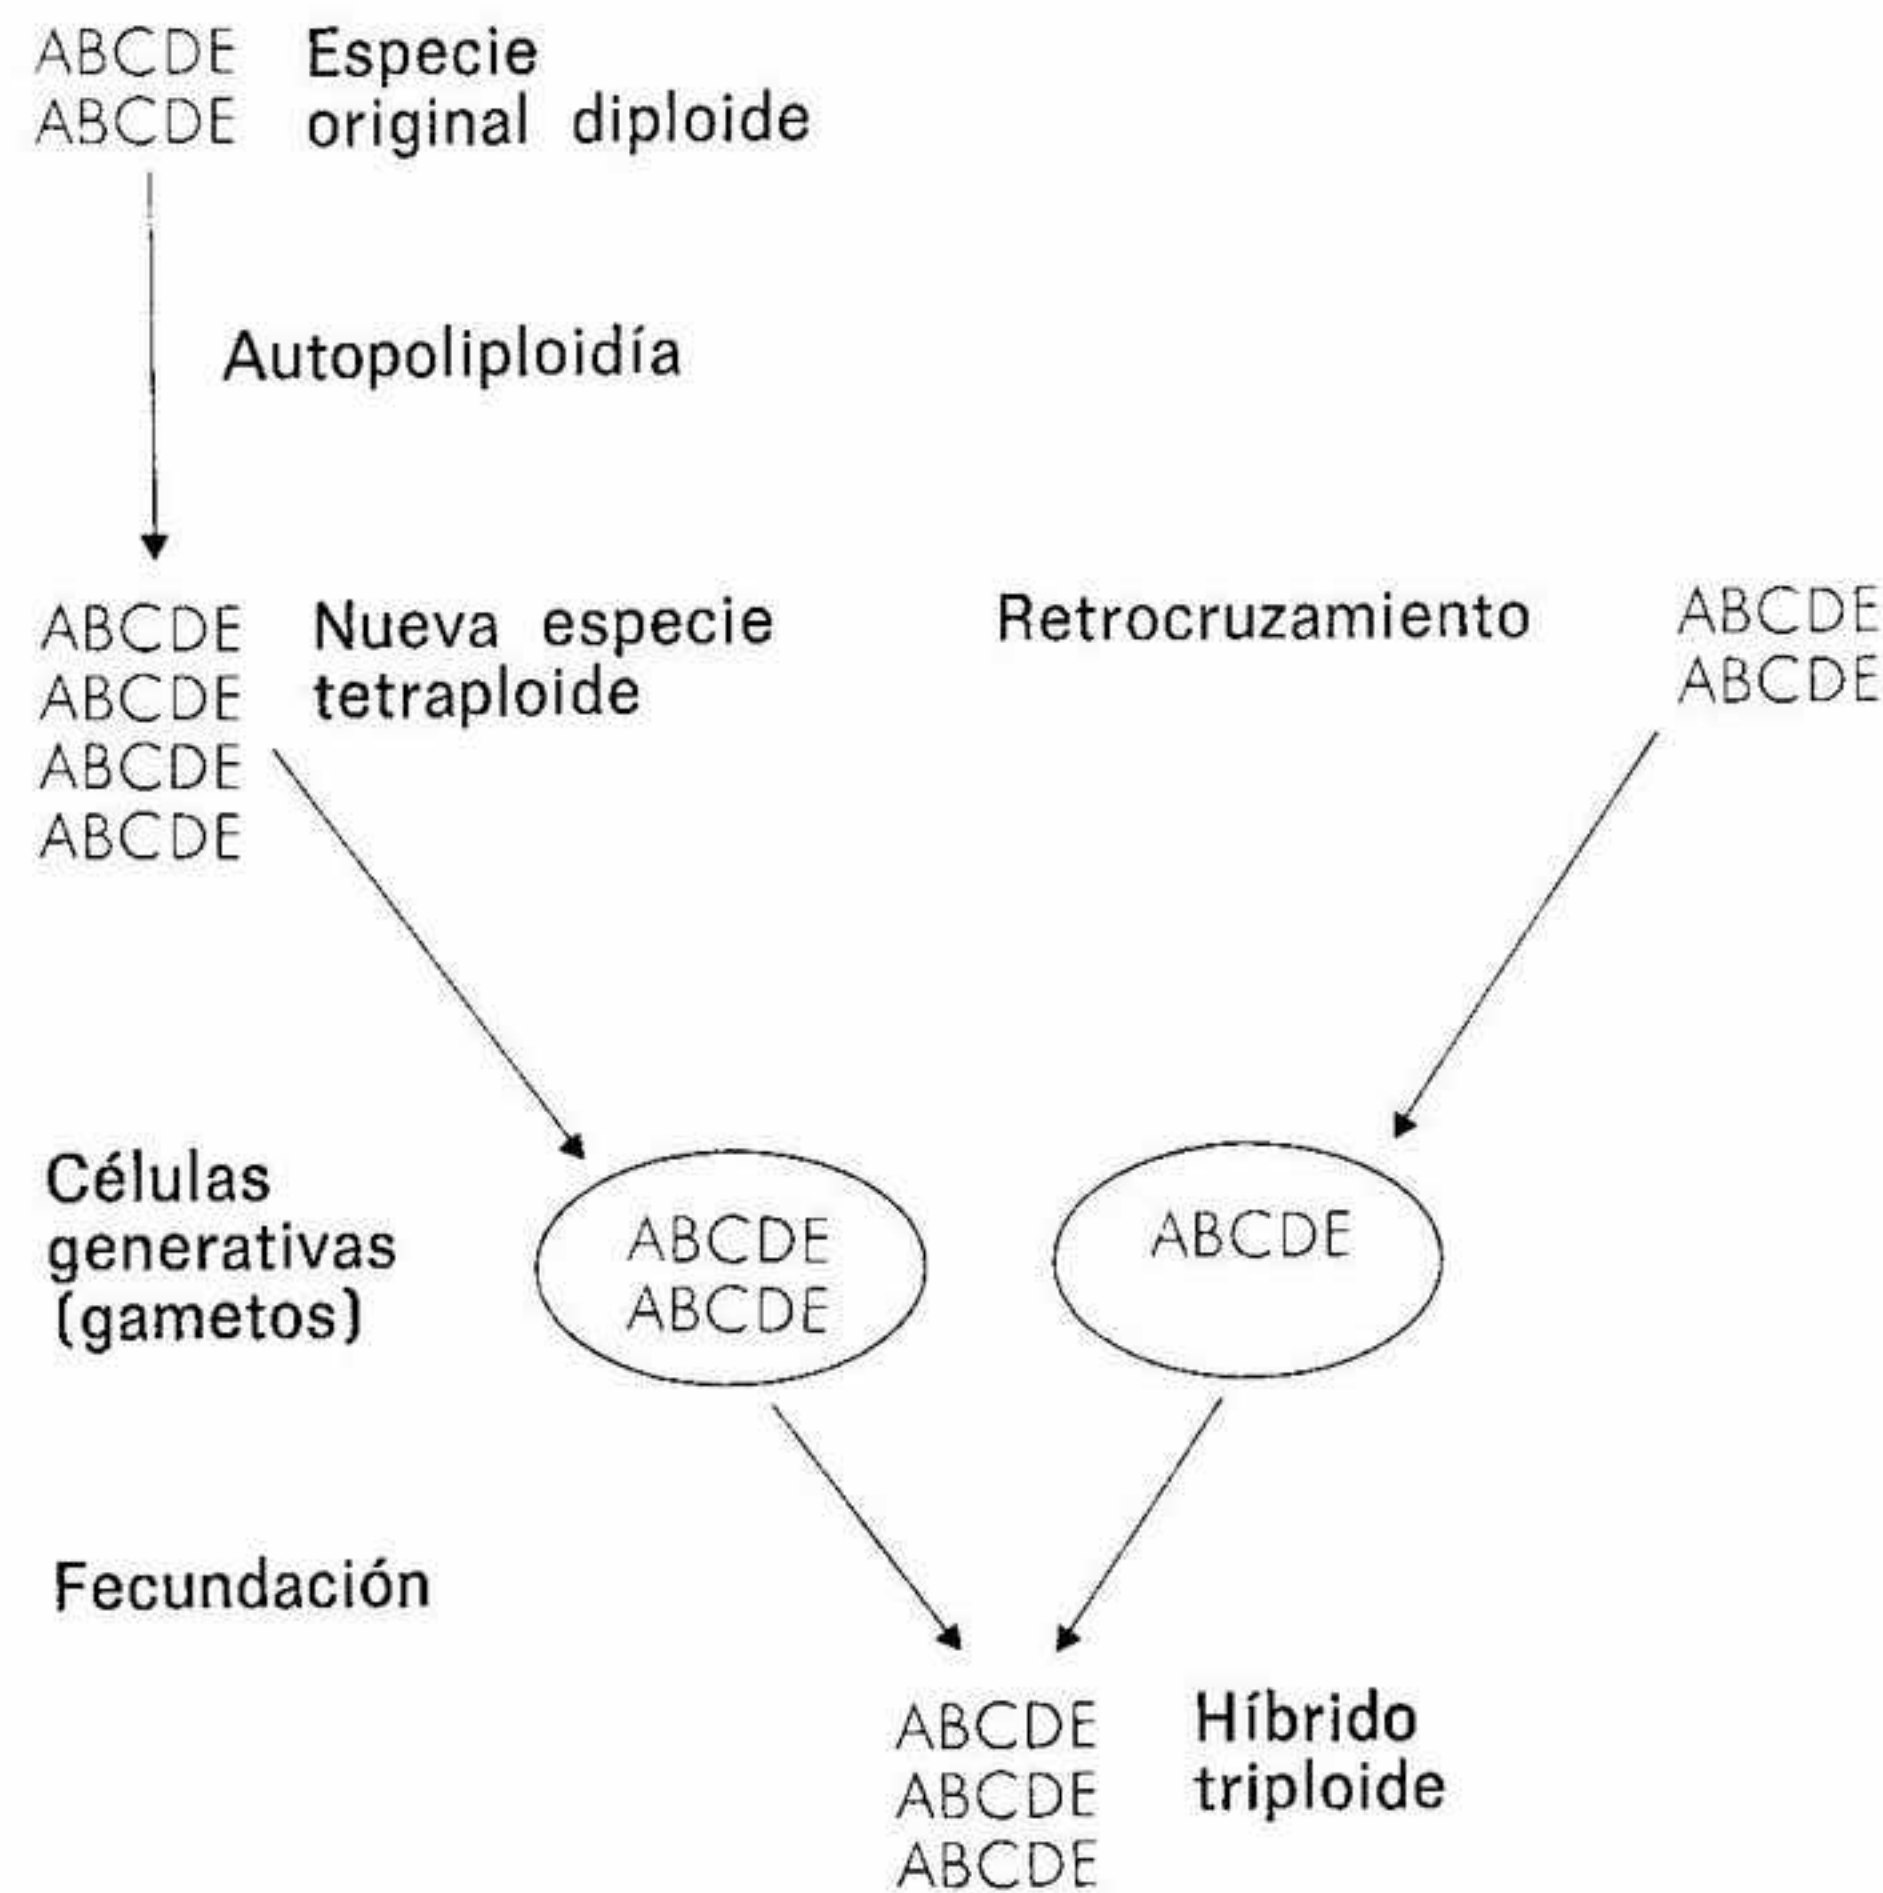 ABCDE Especie
ABCDE original diploide
Autopoliploidía
ABCDE Nueva especie
ABCDE tetraploide
ABCDE
ABCDE
Retrocruzamiento ABCDE
ABCDE
Células
generativas
(gametos)
ABCDE
ABCDE
ABCDE
Fecundación
ABCDE Híbrido
ABCDE triploide
ABCDE